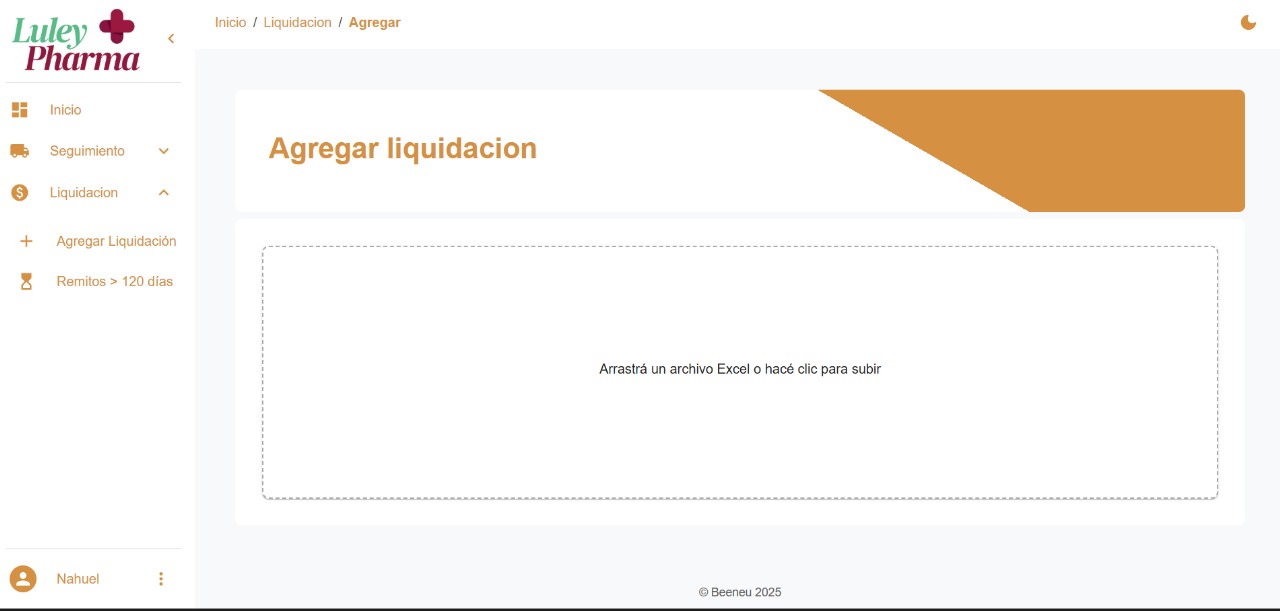 Luley
Pharma
Inicio / Liquidacion / Agregar
Inicio
Seguimiento
Liquidacion
Agregar Liquidación
Remitos > 120 días
Agregar liquidacion
Arrastrá un archivo Excel o hacé clic para subir
Nahuel
© Beeneu 2025